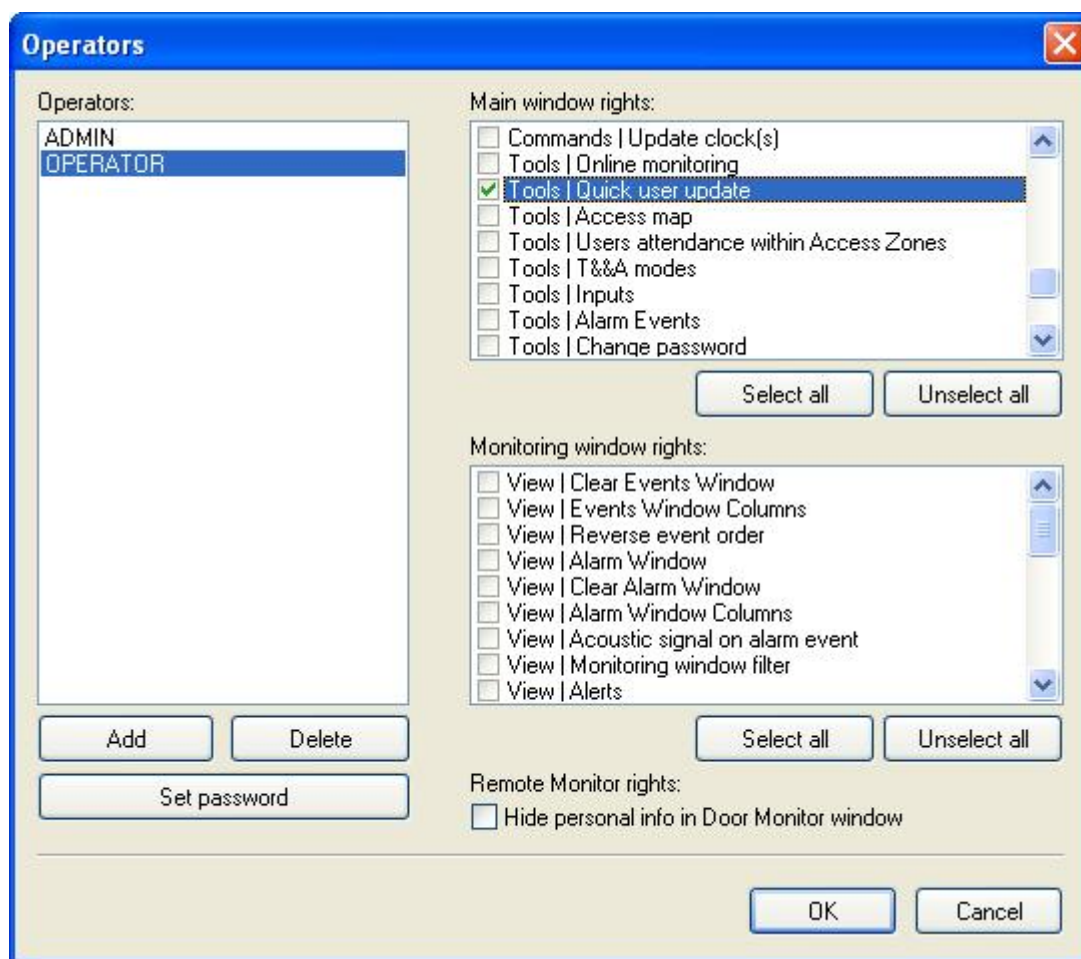 Operators
Operators:
ADMIN
OPERATOR
Add
Delete
Set password
Main window rights:
Commands | Update clock(s)
Tools | Online monitoring
Tools | Quick user update
Tools | Access map
Tools | Users attendance within Access Zones
Tools | T&&A modes
Tools | Inputs
Tools | Alarm Events
Tools | Change password
Select all
Unselect all
Monitoring window rights:
View | Clear Events Window
View | Events Window Columns
View | Reverse event order
View | Alarm Window
View | Clear Alarm Window
View | Alarm Window Columns
View | Acoustic signal on alarm event
View | Monitoring window filter
View | Alerts
Select all
Unselect all
Remote Monitor rights:
Hide personal info in Door Monitor window
OK
Cancel